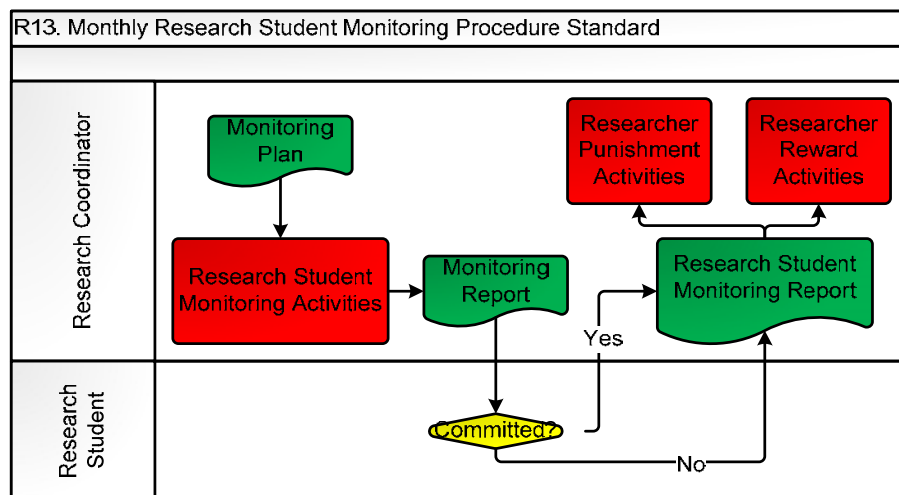 R13. Monthly Research Student Monitoring Procedure Standard
Research Coordinator
Monitoring
Plan
Researcher
Punishment
Activities
Researcher
Reward
Activities
Research Student
Monitoring Activities
Monitoring
Report
Research Student
Monitoring Report
Yes
Research
Student
Committed?
No